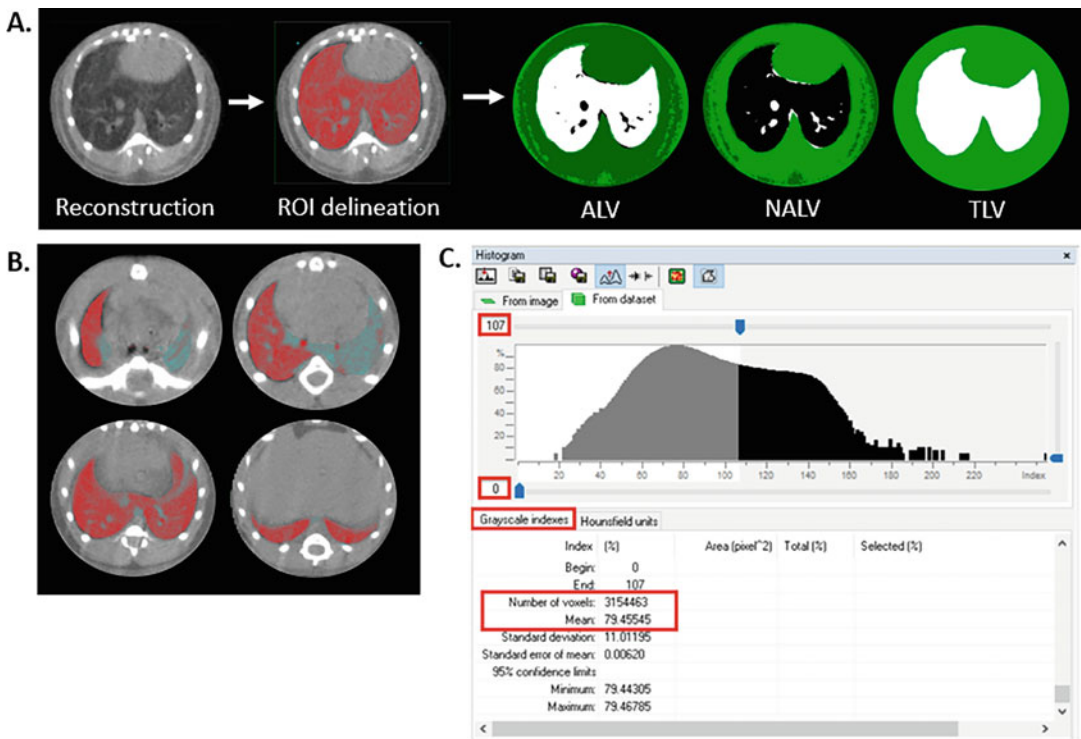 A.
Reconstruction
ROI delineation
ALV
NALV
TLV
B.
C.
Histogram
×
From image
From dataset
107
%
80
60
40
20
20 40 60 80 100 120 140 160 180 200 220 Index
0
Grayscale indexes
Hounsfield units
Index (%) Area (pixel^2) Total (%) Selected (%)
Begin: 0
End: 107
Number of voxels: 3154463
Mean: 79.45545
Standard deviation: 11.01195
Standard error of mean: 0.00620
95% confidence limits
Minimum: 79.44305
Maximum: 79.46785